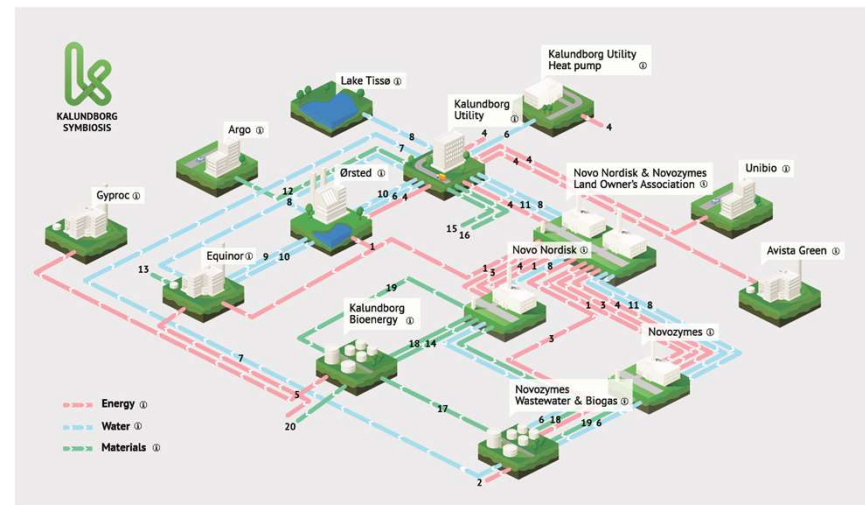 KALUNDBORG
SYMBIOSIS
Lake Tissø
Kalundborg Utility
Heat pump
Kalundborg
Utility
Argo
Ørsted
Gyproc
Equinor
Novo Nordisk & Novozymes
Land Owner's Association
Unibio
Avista Green
Novo Nordisk
Kalundborg
Bioenergy
Novozymes
Novozymes
Wastewater & Biogas
8
7
4
6
4
4
4
12
8
10
6
4
15
16
4
11
8
9
10
1
13
1
3
4
1
8
19
1
3
4
11
8
18
14
3
7
5
20
17
6
18
19
6
2
Energy
Water
Materials